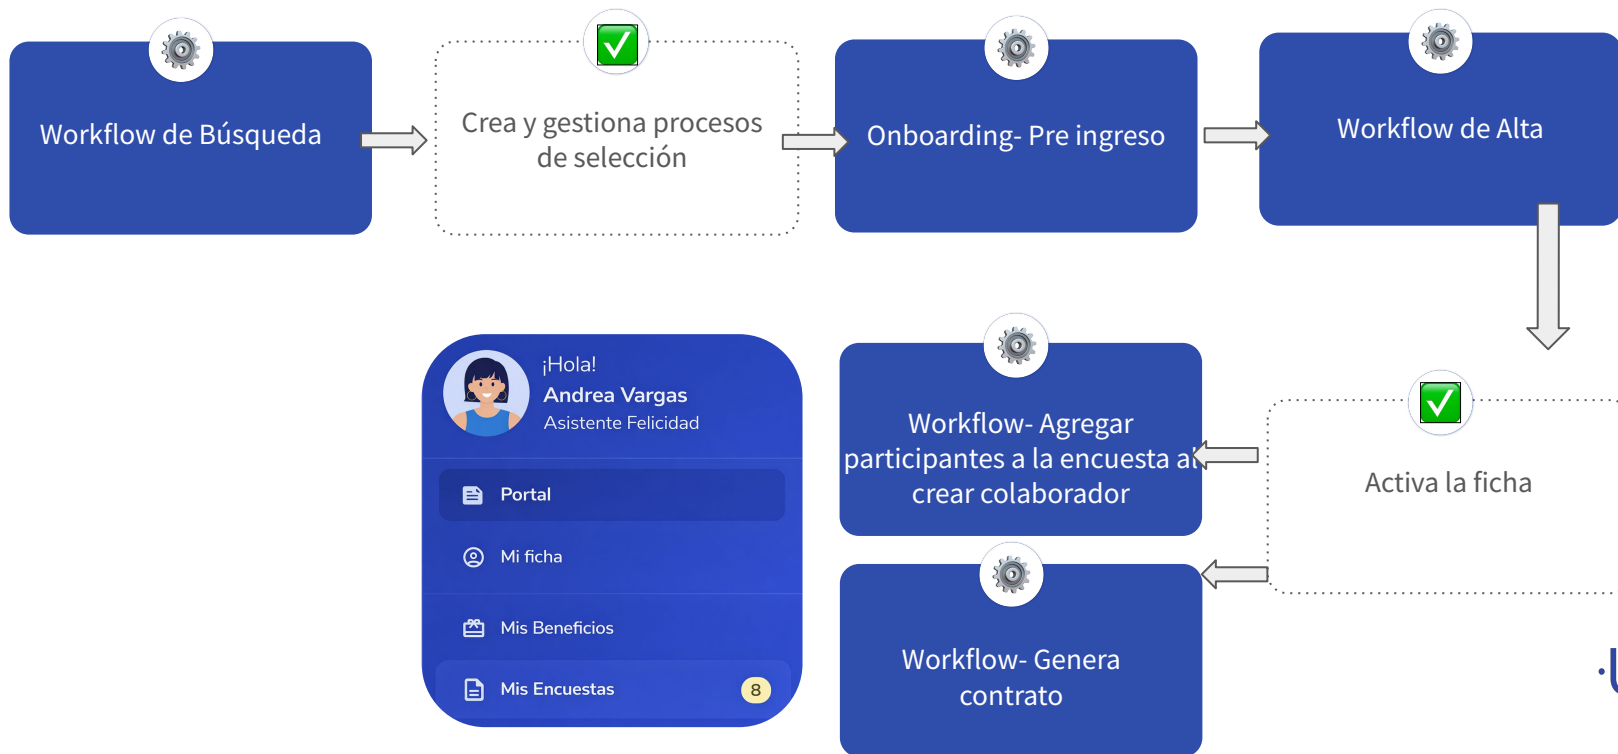 Workflow de Búsqueda
Crea y gestiona procesos
de selección
Onboarding- Pre ingreso
Workflow de Alta
¡Hola!
Andrea Vargas
Asistente Felicidad
Portal
Mi ficha
Mis Beneficios
Mis Encuestas
8
Workflow- Agregar
participantes a la encuesta al
crear colaborador
Activa la ficha
Workflow- Genera
contrato